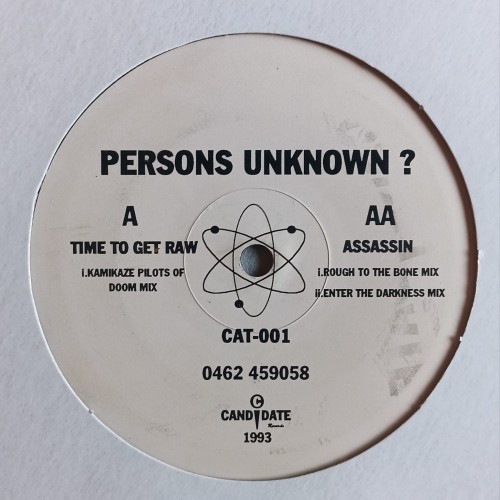 PERSONS UNKNOWN ?
A
TIME TO GET RAW
i.KAMIKAZE PILOTS OF
DOOM MIX
AA
ASSASSIN
i.ROUGH TO THE BONE MIX
ii.ENTER THE DARKNESS MIX
CAT-001
0462 459058
C
CANDIDATE
Records
1993